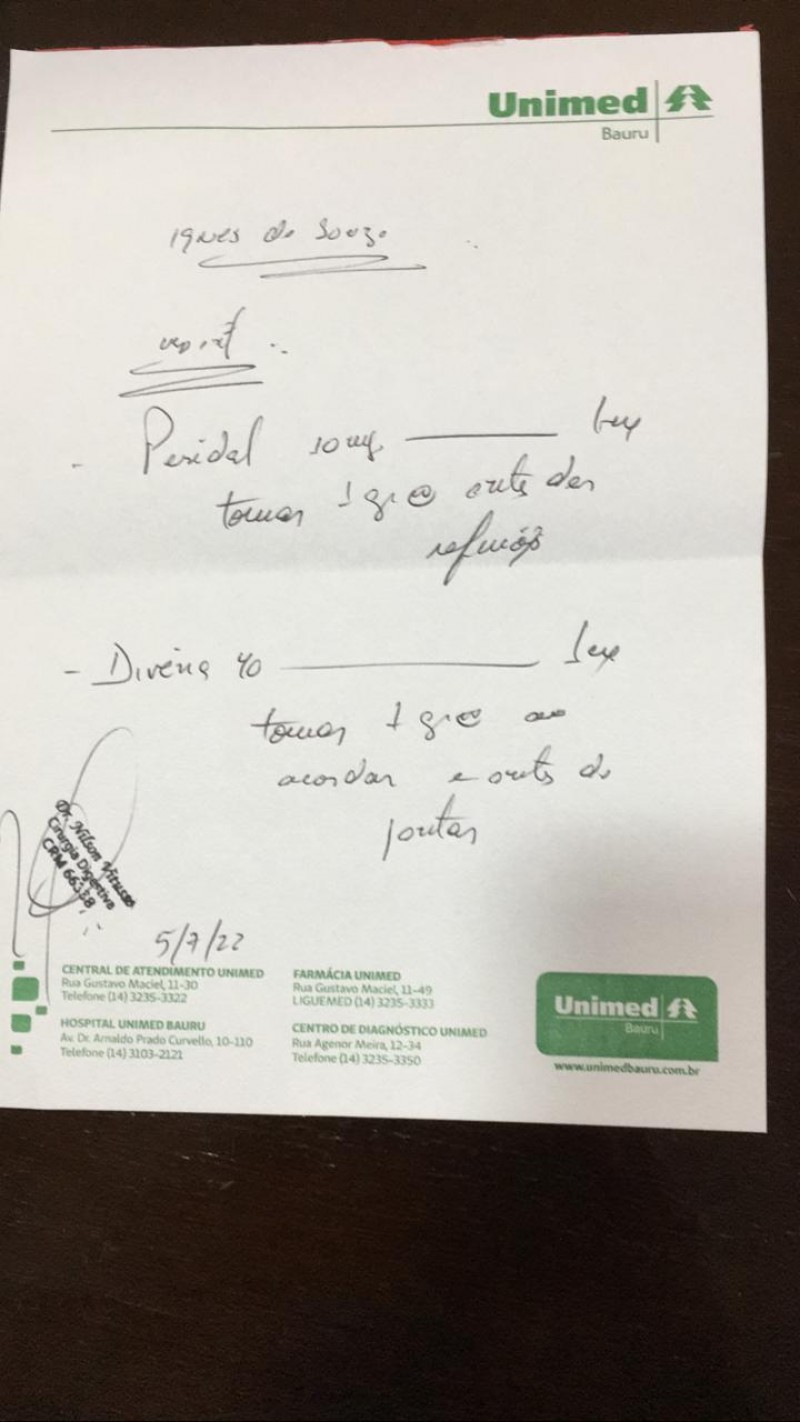 Unimed
Bauru
Ignes de Souza
uso int :
- Peridal 10mg ———— 1cx
tomar 1 g/r antes das
refeições
- Divena 40 ———— 1cx
tomar 1 g/r ao
acordar e antes do
jantar
Dr. Nilson
Cirurgia Digestiva
CRM 66338
5/7/22
CENTRAL DE ATENDIMENTO UNIMED
Rua Gustavo Maciel, 11-30
Telefone (14) 3235-3322
HOSPITAL UNIMED BAURU
Av. Dr. Arnaldo Prado Curvello, 10-110
Telefone (14) 3103-2121
FARMÁCIA UNIMED
Rua Gustavo Maciel, 11-49
LIGUEMED (14) 3235-3333
CENTRO DE DIAGNÓSTICO UNIMED
Rua Agenor Meira, 12-34
Telefone (14) 3235-3350
Unimed
Bauru
www.unimedbauru.com.br